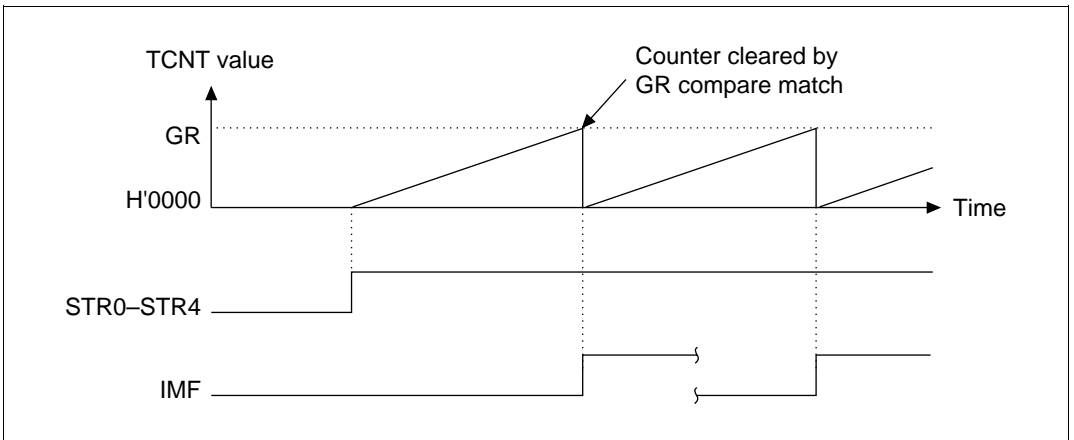 TCNT value
Counter cleared by
GR compare match
GR
H'0000
Time
STR0–STR4
IMF